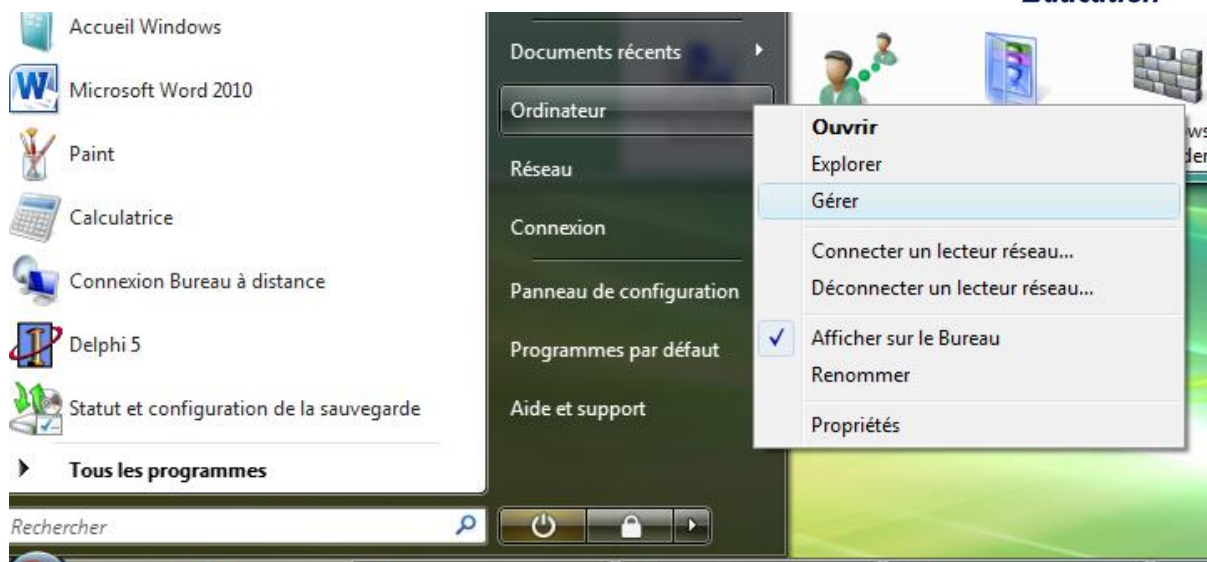 Education
Accueil Windows
Microsoft Word 2010
Paint
Calculatrice
Connexion Bureau à distance
Delphi 5
Statut et configuration de la sauvegarde
Tous les programmes
Rechercher
Documents récents
Ordinateur
Réseau
Connexion
Panneau de configuration
Programmes par défaut
Aide et support
Ouvrir
Explorer
Gérer
Connecter un lecteur réseau...
Déconnecter un lecteur réseau...
Afficher sur le Bureau
Renommer
Propriétés